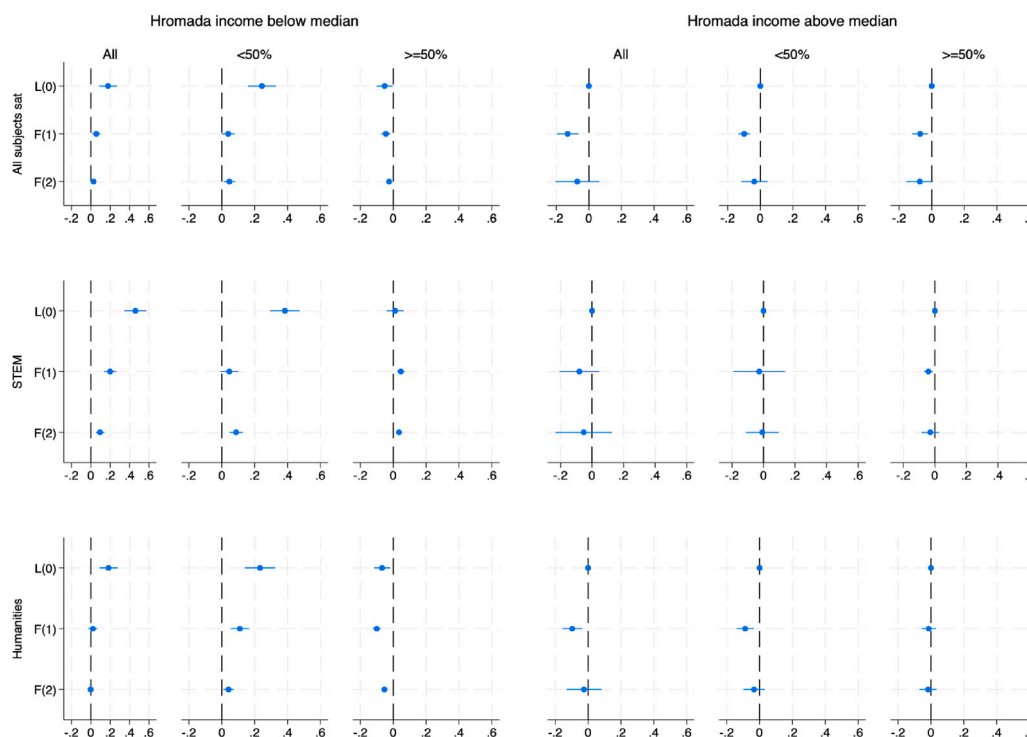 Hromada income below median
Hromada income above median
All <50% >=50% All <50% >=50%
All subjects sat
L(0)
F(1)
F(2)
-.2 0 .2 .4 .6 -.2 0 .2 .4 .6 -.2 0 .2 .4 .6 -.2 0 .2 .4 .6 -.2 0 .2 .4 .6 -.2 0 .2 .4 .6
STEM
L(0)
F(1)
F(2)
-.2 0 .2 .4 .6 -.2 0 .2 .4 .6 -.2 0 .2 .4 .6 -.2 0 .2 .4 .6 -.2 0 .2 .4 .6 -.2 0 .2 .4 .6
Humanities
L(0)
F(1)
F(2)
-.2 0 .2 .4 .6 -.2 0 .2 .4 .6 -.2 0 .2 .4 .6 -.2 0 .2 .4 .6 -.2 0 .2 .4 .6 -.2 0 .2 .4 .6